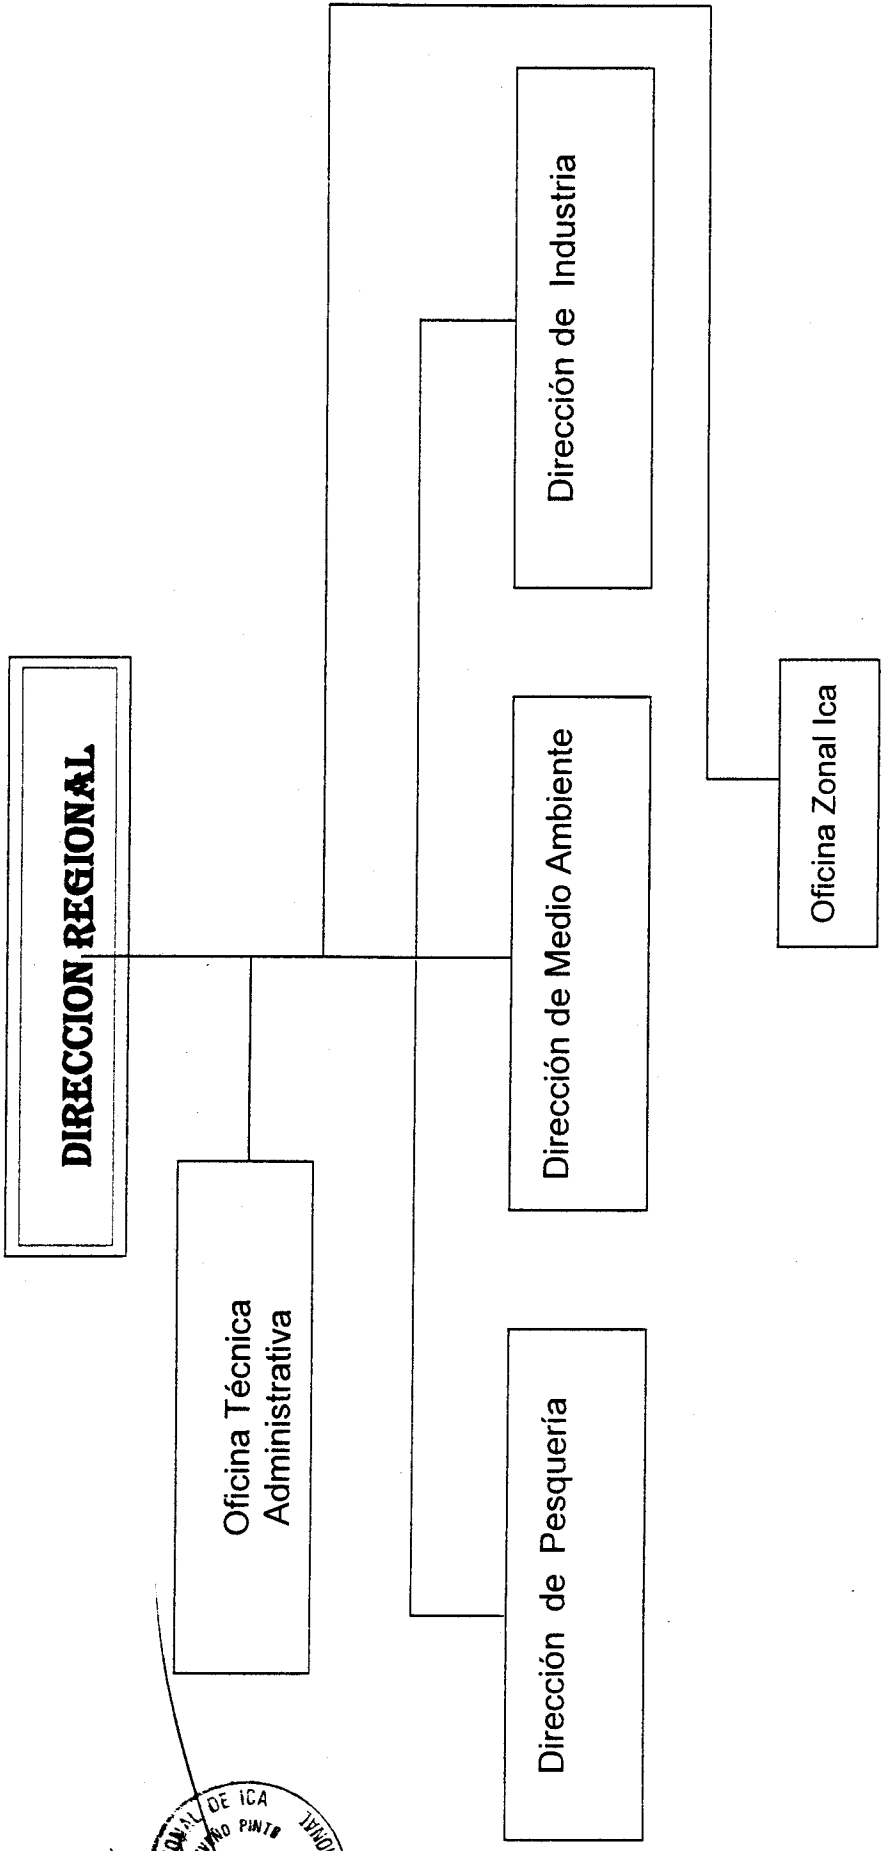 DIRECCION REGIONAL
Oficina Técnica
Administrativa
Dirección de Pesquería
Dirección de Medio Ambiente
Dirección de Industria
Oficina Zonal Ica
DE ICA
PINTO